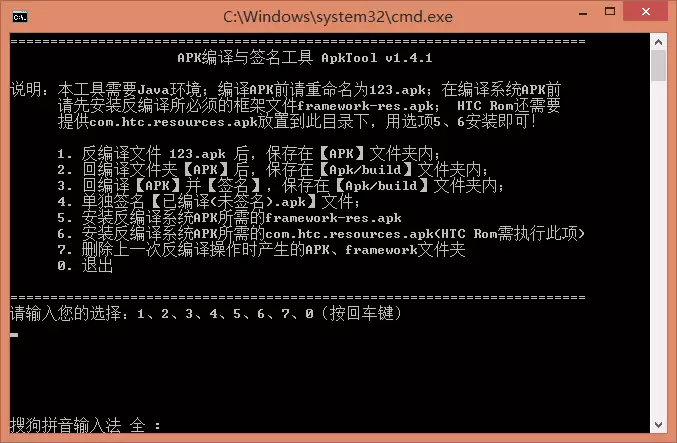 C:\Windows\system32\cmd.exe
========================================================================
APK编译与签名工具 ApkTool v1.4.1
说明：本工具需要Java环境；编译APK前请重命名为123.apk；在编译系统APK前
请先安装反编译所必须的框架文件framework-res.apk； HTC Rom还需要
提供com.htc.resources.apk放置到此目录下，用选项5、6安装即可！
1. 反编译文件 123.apk 后，保存在【APK】文件夹内；
2. 回编译文件夹【APK】后，保存在【Apk/build】文件夹内；
3. 回编译【APK】并【签名】，保存在【Apk/build】文件夹内；
4. 单独签名【已编译(未签名).apk】文件；
5. 安装反编译系统APK所需的framework-res.apk
6. 安装反编译系统APK所需的com.htc.resources.apk(HTC Rom需执行此项)
7. 删除上一次反编译操作时产生的APK、framework文件夹
0. 退出
========================================================================
请输入您的选择：1、2、3、4、5、6、7、0（按回车键）
搜狗拼音输入法 全 ：